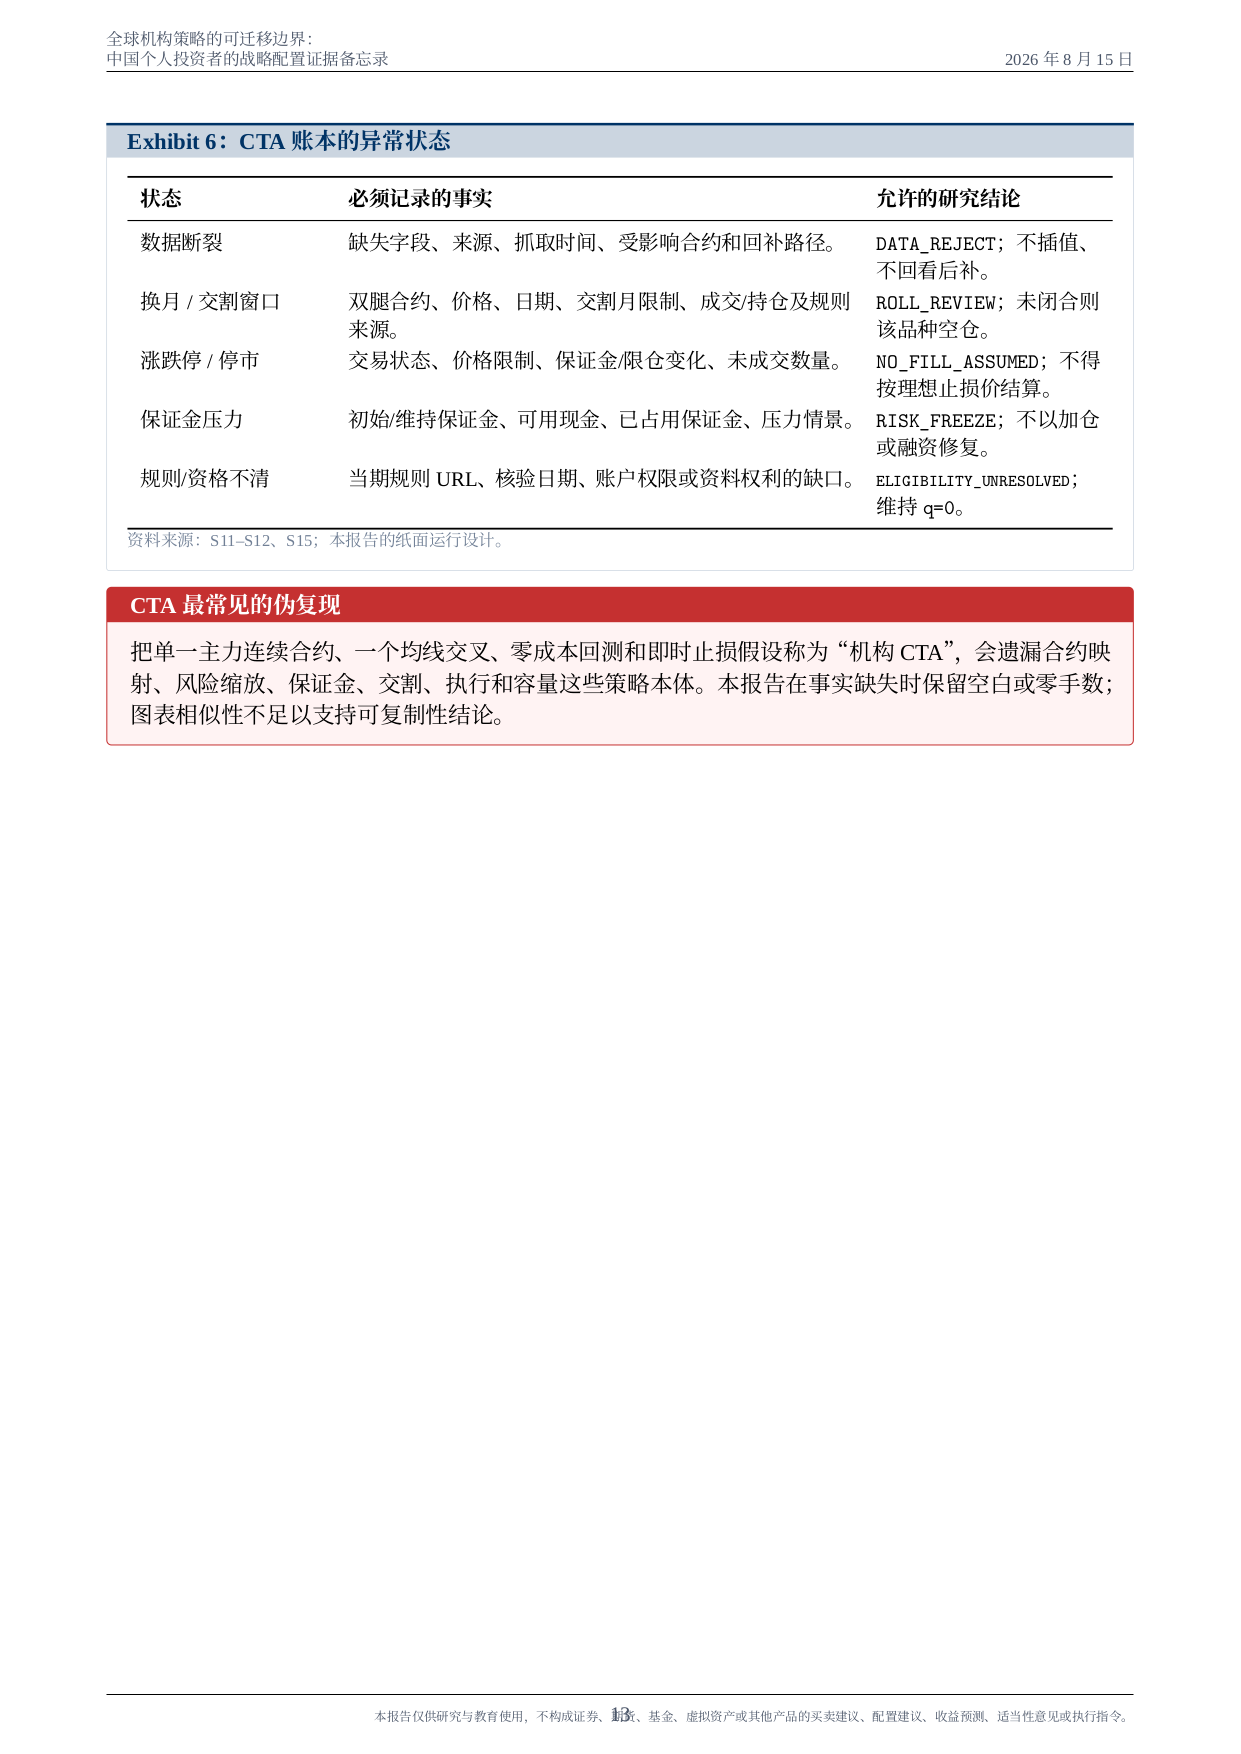 全球机构策略的可迁移边界：
中国个人投资者的战略配置证据备忘录
2026 年 8 月 15 日
Exhibit 6：CTA 账本的异常状态
状态 必须记录的事实 允许的研究结论
数据断裂 缺失字段、来源、抓取时间、受影响合约和回补路径。 DATA_REJECT；不插值、
不回看后补。
换月 / 交割窗口 双腿合约、价格、日期、交割月限制、成交/持仓及规则 ROLL_REVIEW；未闭合则
来源。 该品种空仓。
涨跌停 / 停市 交易状态、价格限制、保证金/限仓变化、未成交数量。 NO_FILL_ASSUMED；不得
按理想止损价结算。
保证金压力 初始/维持保证金、可用现金、已占用保证金、压力情景。 RISK_FREEZE；不以加仓
或融资修复。
规则/资格不清 当期规则 URL、核验日期、账户权限或资料权利的缺口。 ELIGIBILITY_UNRESOLVED；
维持 q=0。
资料来源：S11–S12、S15；本报告的纸面运行设计。
CTA 最常见的伪复现
把单一主力连续合约、一个均线交叉、零成本回测和即时止损假设称为“机构 CTA”，会遗漏合约映
射、风险缩放、保证金、交割、执行和容量这些策略本体。本报告在事实缺失时保留空白或零手数；
图表相似性不足以支持可复制性结论。
本报告仅供研究与教育使用，不构成证券、、基金、虚拟资产或其他产品的买卖建议、配置建议、收益预测、适当性意见或执行指令。
13